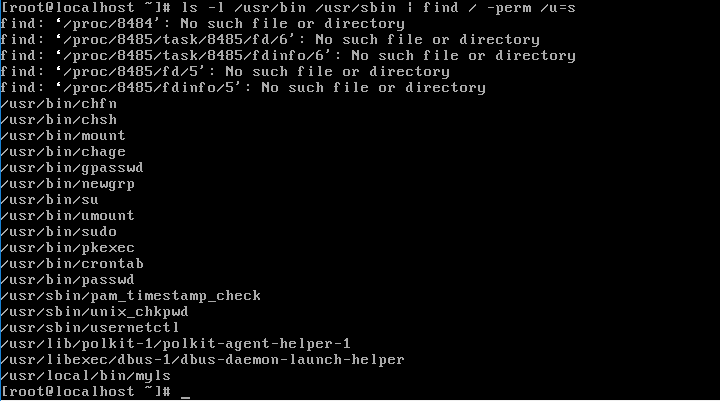 [root@localhost ~]# ls -l /usr/bin /usr/sbin | find / -perm /u=s
find: ‘/proc/8484’: No such file or directory
find: ‘/proc/8485/task/8485/fd/6’: No such file or directory
find: ‘/proc/8485/task/8485/fdinfo/6’: No such file or directory
find: ‘/proc/8485/fd/5’: No such file or directory
find: ‘/proc/8485/fdinfo/5’: No such file or directory
/usr/bin/chfn
/usr/bin/chsh
/usr/bin/mount
/usr/bin/chage
/usr/bin/gpasswd
/usr/bin/newgrp
/usr/bin/su
/usr/bin/umount
/usr/bin/sudo
/usr/bin/pkexec
/usr/bin/crontab
/usr/bin/passwd
/usr/sbin/pam_timestamp_check
/usr/sbin/unix_chkpwd
/usr/sbin/usernetctl
/usr/lib/polkit-1/polkit-agent-helper-1
/usr/libexec/dbus-1/dbus-daemon-launch-helper
/usr/local/bin/myls
[root@localhost ~]# _